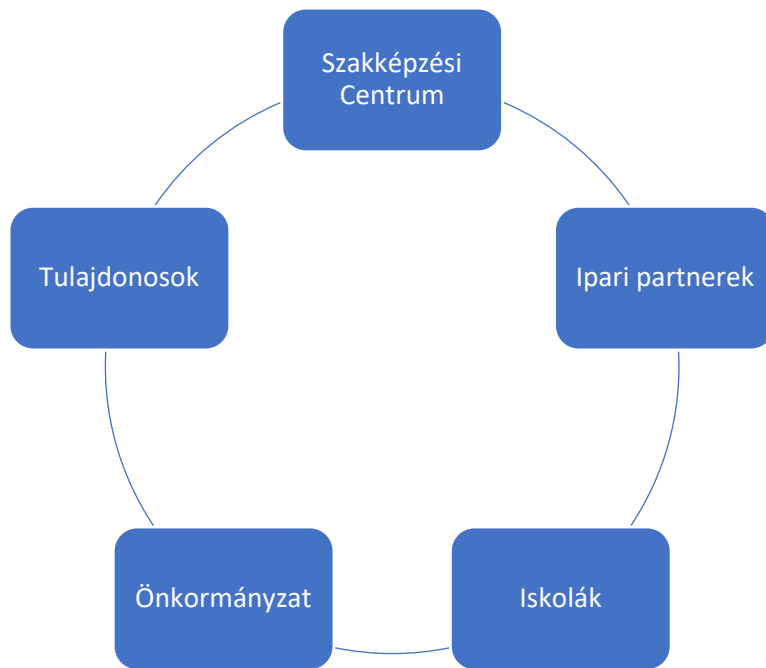 Szakképzési
Centrum
Tulajdonosok
Ipari partnerek
Önkormányzat
Iskolák